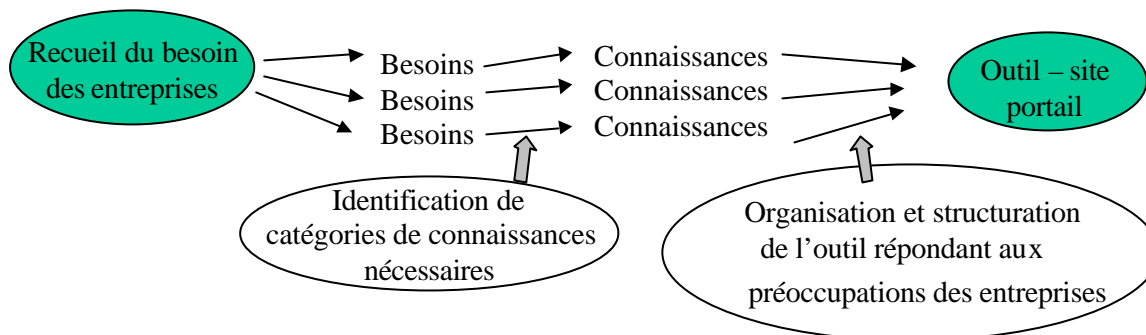 Recueil du besoin
des entreprises
Besoins
Besoins
Besoins
Connaissances
Connaissances
Connaissances
Outil – site
portail
Identification de
catégories de connaissances
nécessaires
Organisation et structuration
de l’outil répondant aux
préoccupations des entreprises